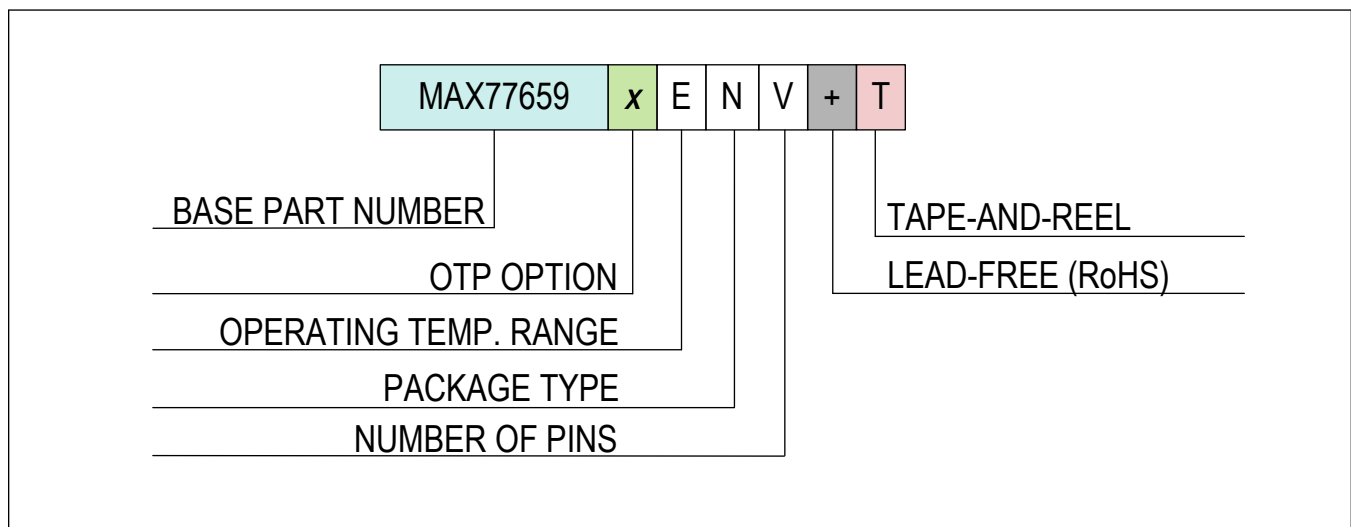 MAX77659 x E N V + T
BASE PART NUMBER
TAPE-AND-REEL
OTP OPTION
LEAD-FREE (RoHS)
OPERATING TEMP. RANGE
PACKAGE TYPE
NUMBER OF PINS